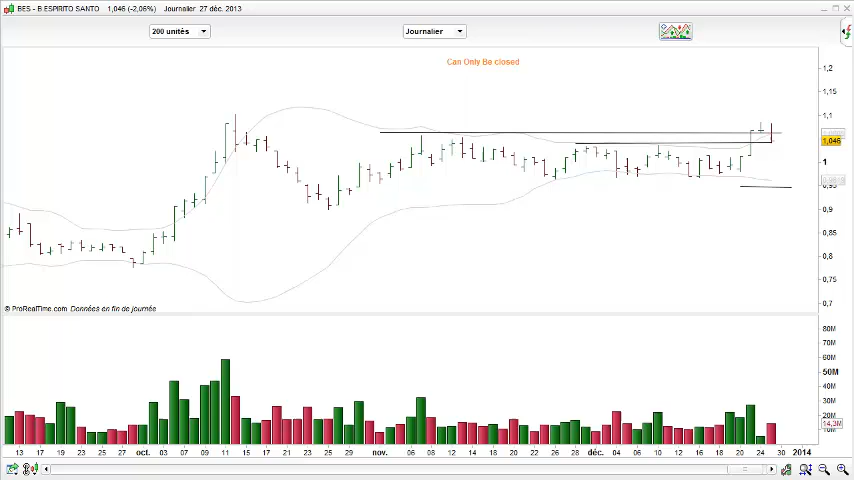 BES - B ESPIRITO SANTO 1,046 (-2,06%) Journalier 27 déc. 2013
200 unités
Journalier
Can Only Be closed
1,2
1,15
1,1
1,046
1
0,95
0,9
0,85
0,8
0,75
0,7
© ProRealTime.com Données en fin de journée
80M
70M
60M
50M
40M
30M
20M
14,3M
10M
13 17 19 23 25 27 oct. 03 07 09 11 15 17 21 23 25 29 nov. 06 08 12 14 18 20 22 26 28 déc. 04 06 10 12 16 18 20 24 30 2014